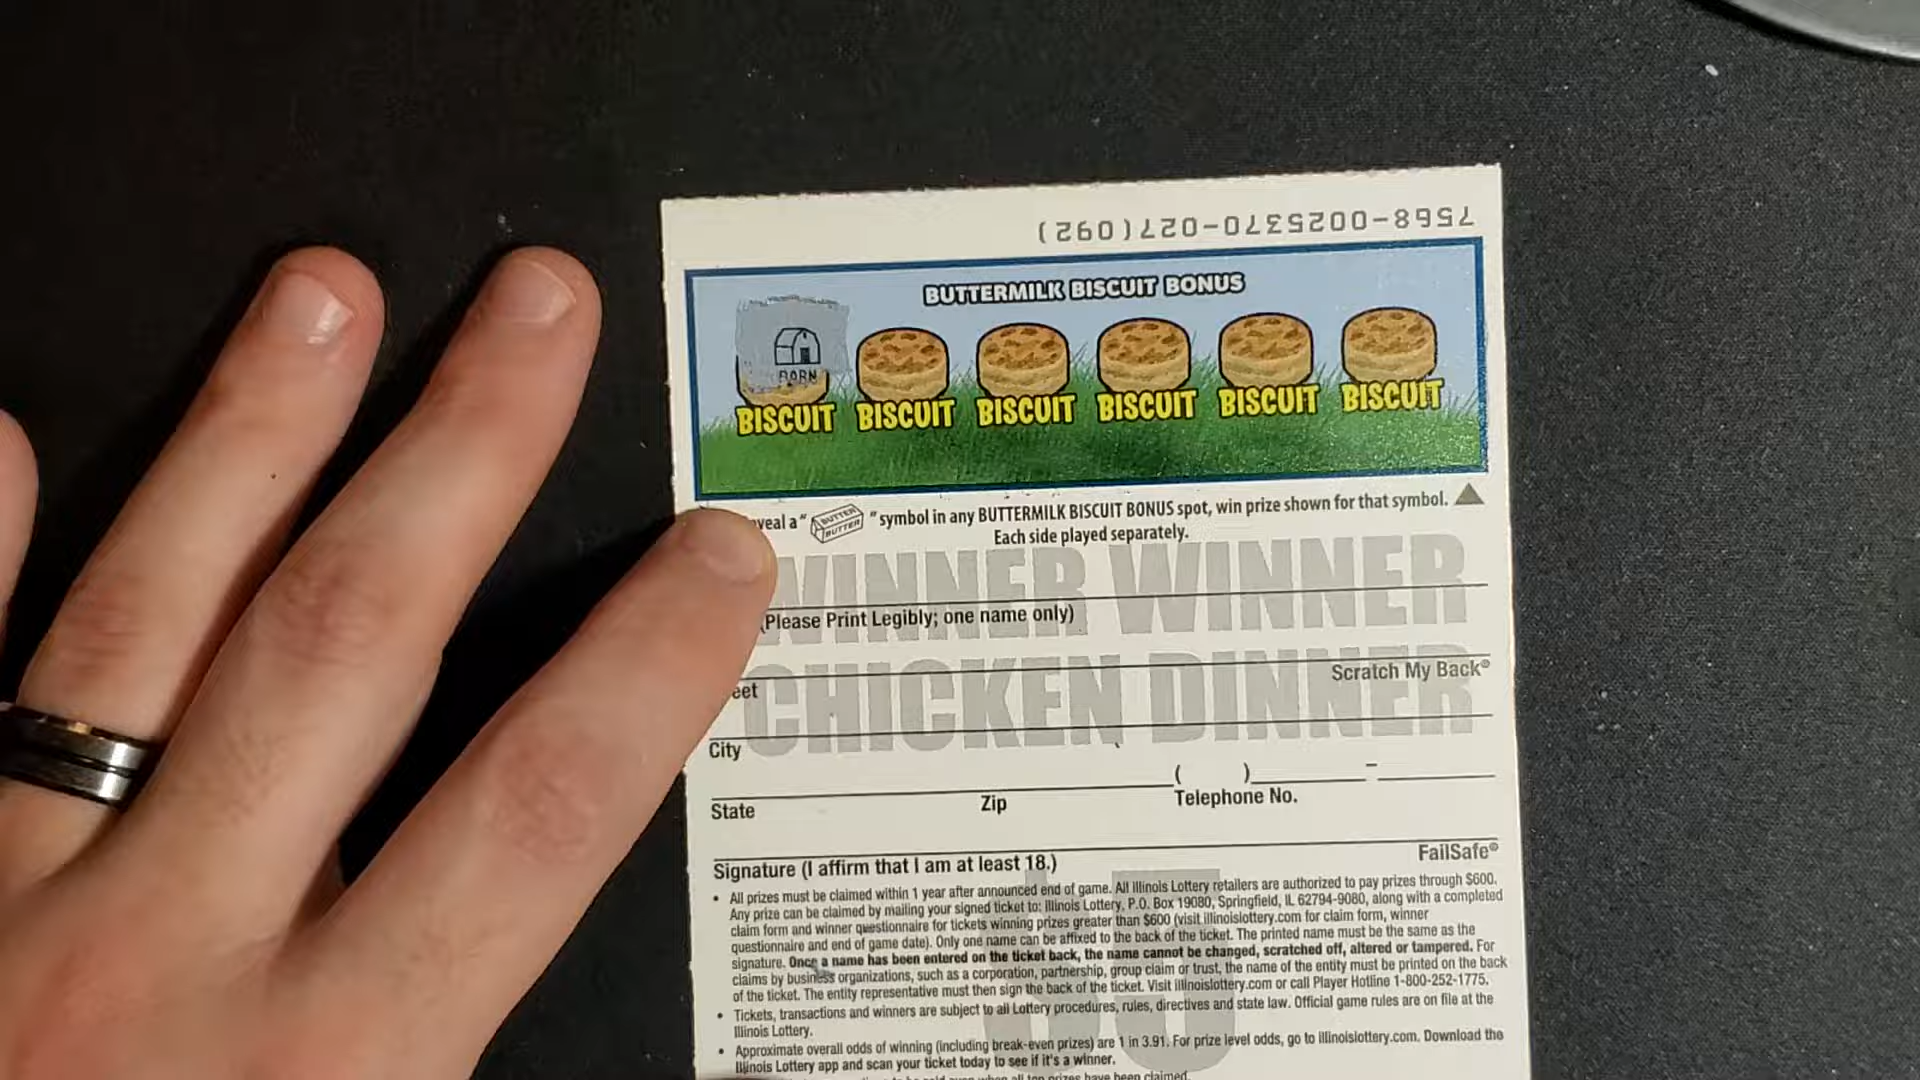 7568-0025370-027(092)
BUTTERMILK BISCUIT BONUS
BARN
BISCUIT BISCUIT BISCUIT BISCUIT BISCUIT BISCUIT
veal a "BUTTER BUTTER" symbol in any BUTTERMILK BISCUIT BONUS spot, win prize shown for that symbol.
Each side played separately.
WINNER WINNER
(Please Print Legibly; one name only)
CHICKEN DINNER
Scratch My Back®
eet
City
( ) -
State Zip Telephone No.
FailSafe®
Signature (I affirm that I am at least 18.)
$5
• All prizes must be claimed within 1 year after announced end of game. All Illinois Lottery retailers are authorized to pay prizes through $600.
Any prize can be claimed by mailing your signed ticket to: Illinois Lottery, P.O. Box 19080, Springfield, IL 62794-9080, along with a completed
claim form and winner questionnaire for tickets winning prizes greater than $600 (visit illinoislottery.com for claim form, winner
questionnaire and end of game date). Only one name can be affixed to the back of the ticket. The printed name must be the same as the
signature. Once a name has been entered on the ticket back, the name cannot be changed, scratched off, altered or tampered. For
claims by business organizations, such as a corporation, partnership, group claim or trust, the name of the entity must be printed on the back
of the ticket. The entity representative must then sign the back of the ticket. Visit illinoislottery.com or call Player Hotline 1-800-252-1775.
• Tickets, transactions and winners are subject to all Lottery procedures, rules, directives and state law. Official game rules are on file at the
Illinois Lottery.
• Approximate overall odds of winning (including break-even prizes) are 1 in 3.91. For prize level odds, go to illinoislottery.com. Download the
Illinois Lottery app and scan your ticket today to see if it's a winner.
when all top prizes have been claimed.